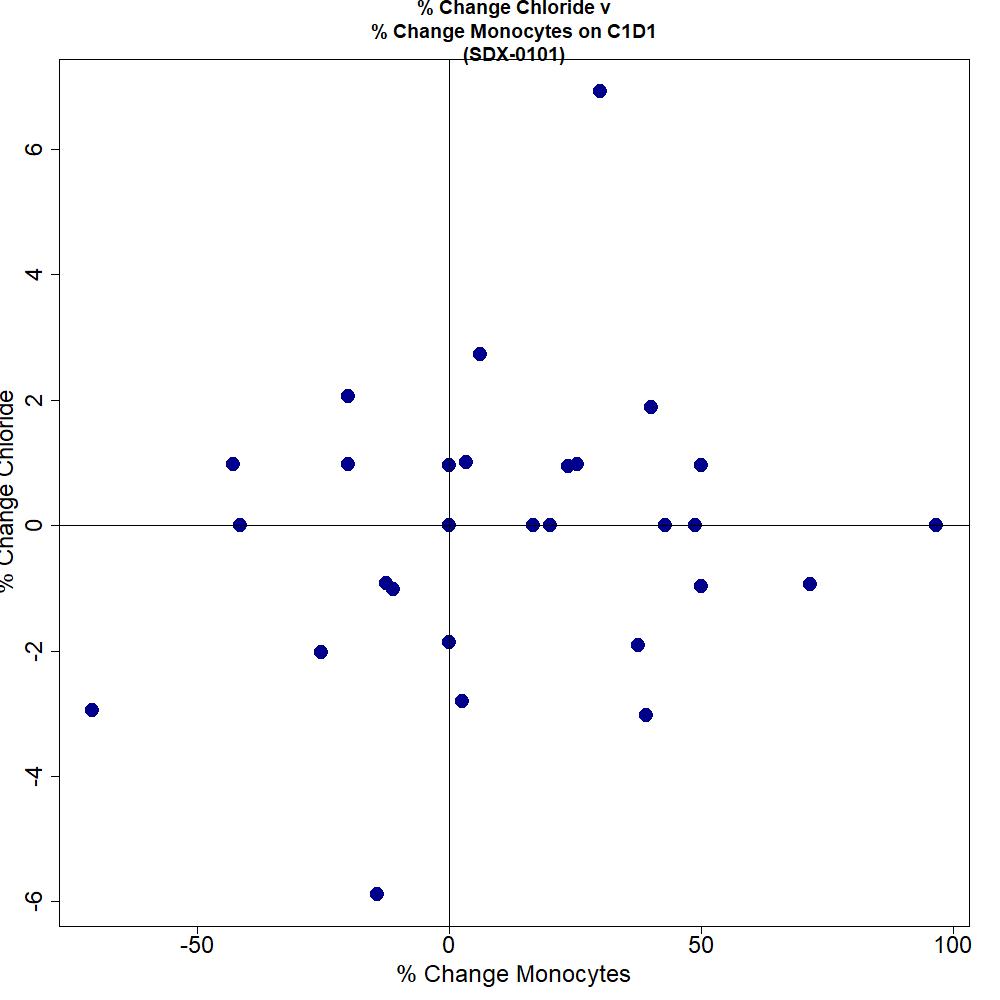 % Change Chloride v
% Change Monocytes on C1D1
(SDX-0101)
% Change Chloride
6
4
2
0
-2
-4
-6
-50
0
50
100
% Change Monocytes